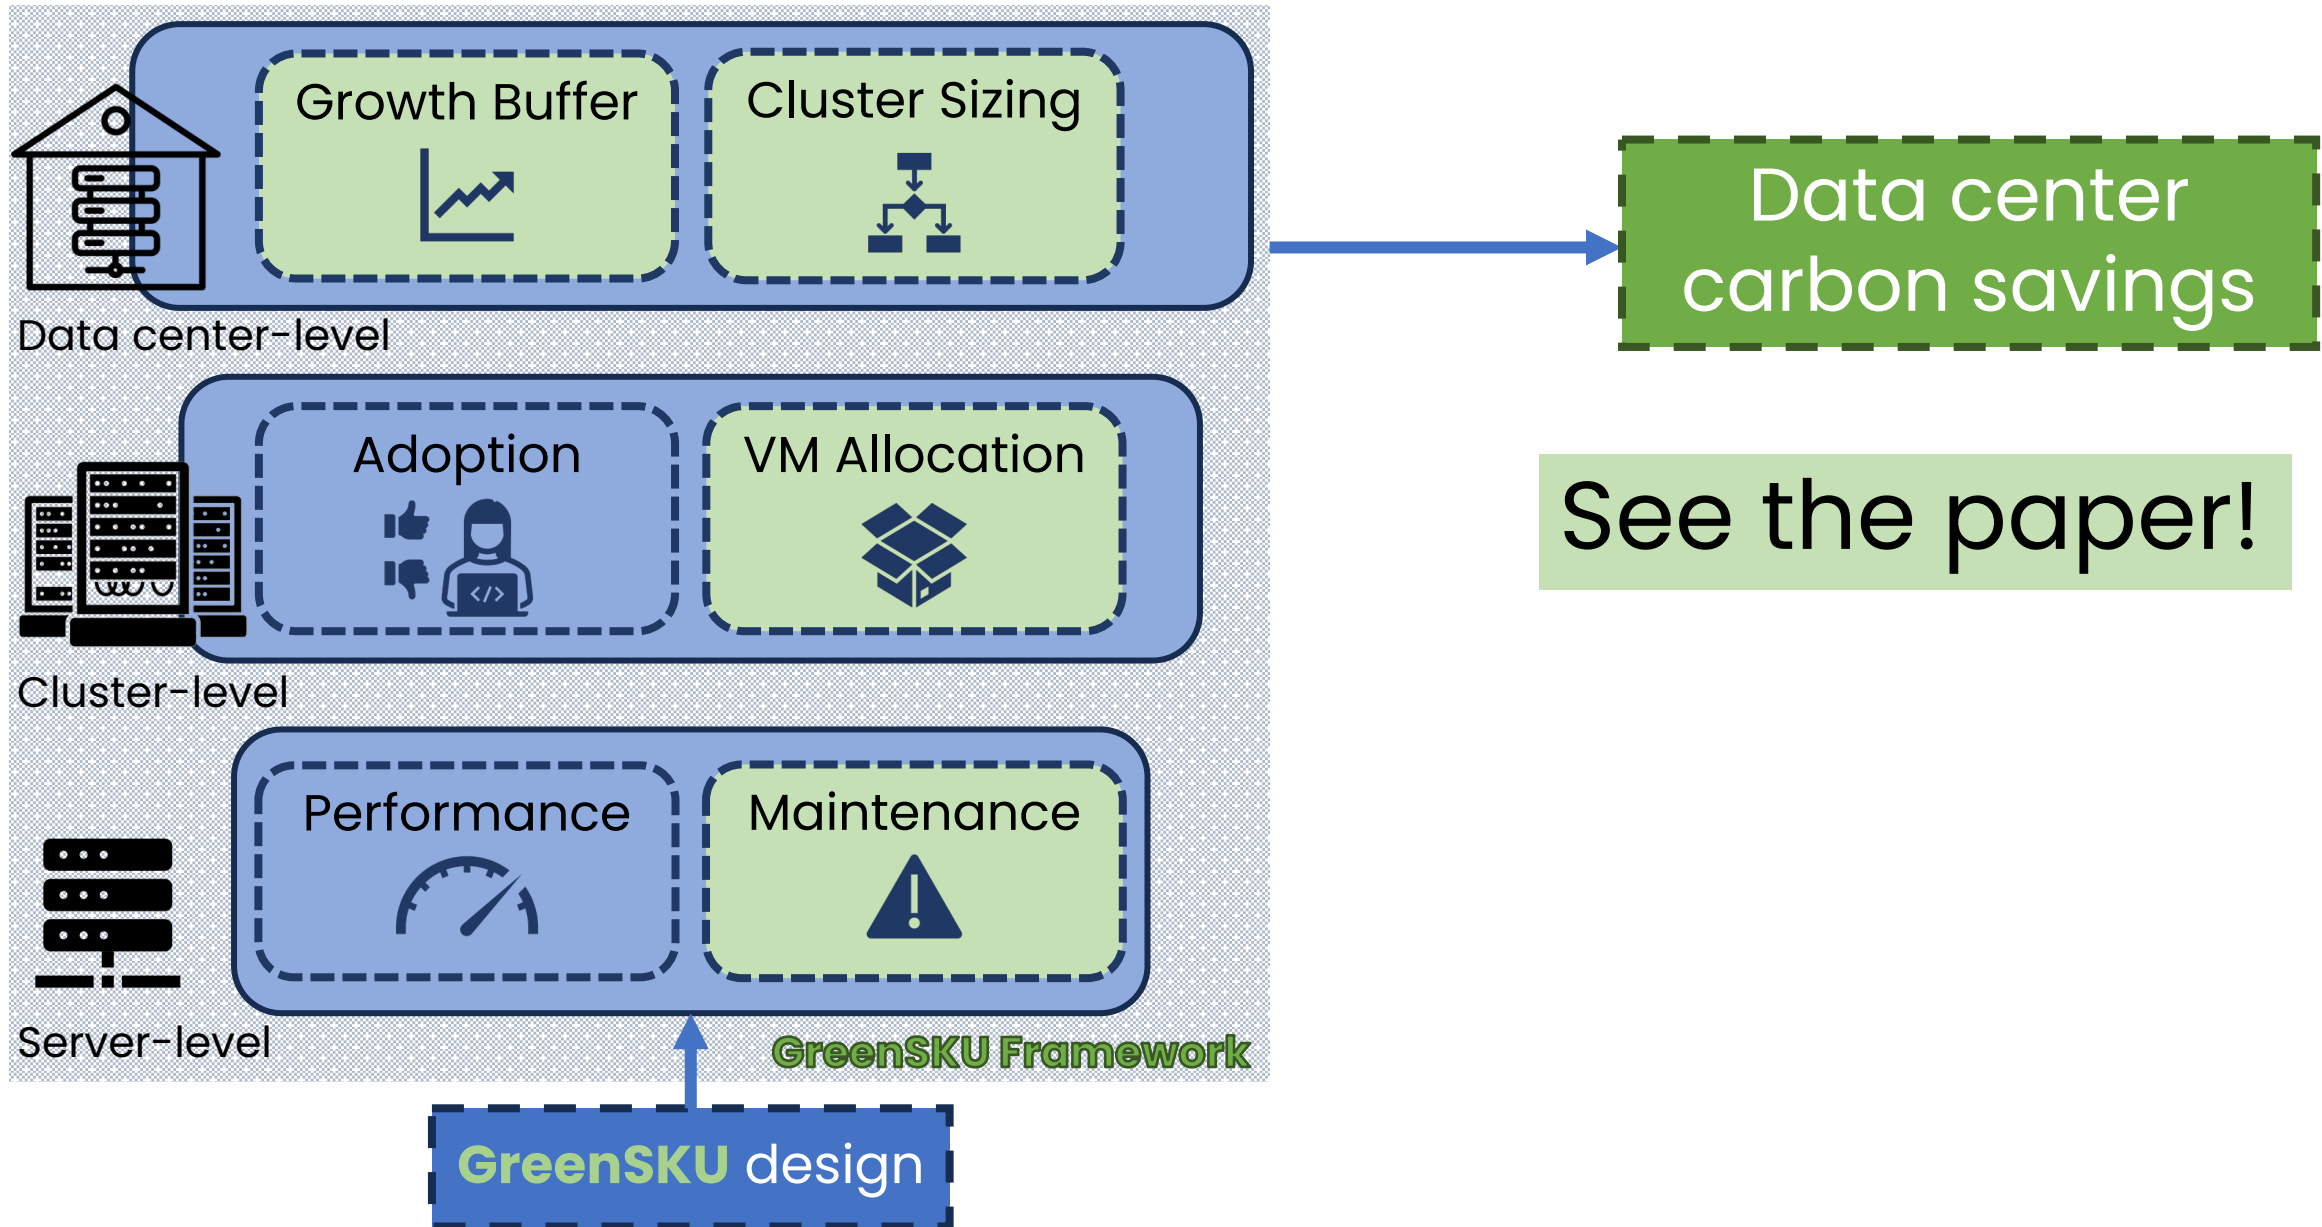 Growth Buffer
Cluster Sizing
Data center-level
Data center
carbon savings
Adoption
VM Allocation
</>
See the paper!
Cluster-level
Performance
Maintenance
Server-level
GreenSKU Framework
GreenSKU design